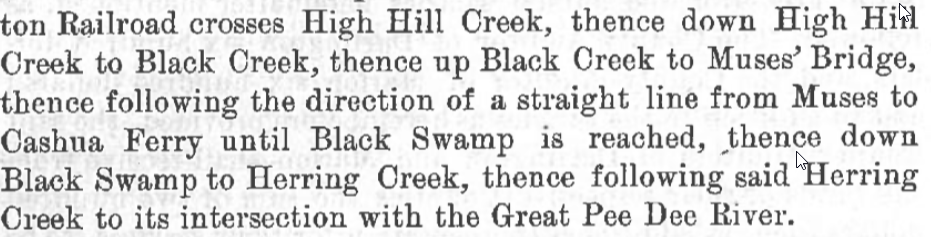 ton Railroad crosses High Hill Creek, thence down High Hill
Creek to Black Creek, thence up Black Creek to Muses' Bridge,
thence following the direction of a straight line from Muses to
Cashua Ferry until Black Swamp is reached, thence down
Black Swamp to Herring Creek, thence following said Herring
Creek to its intersection with the Great Pee Dee River.